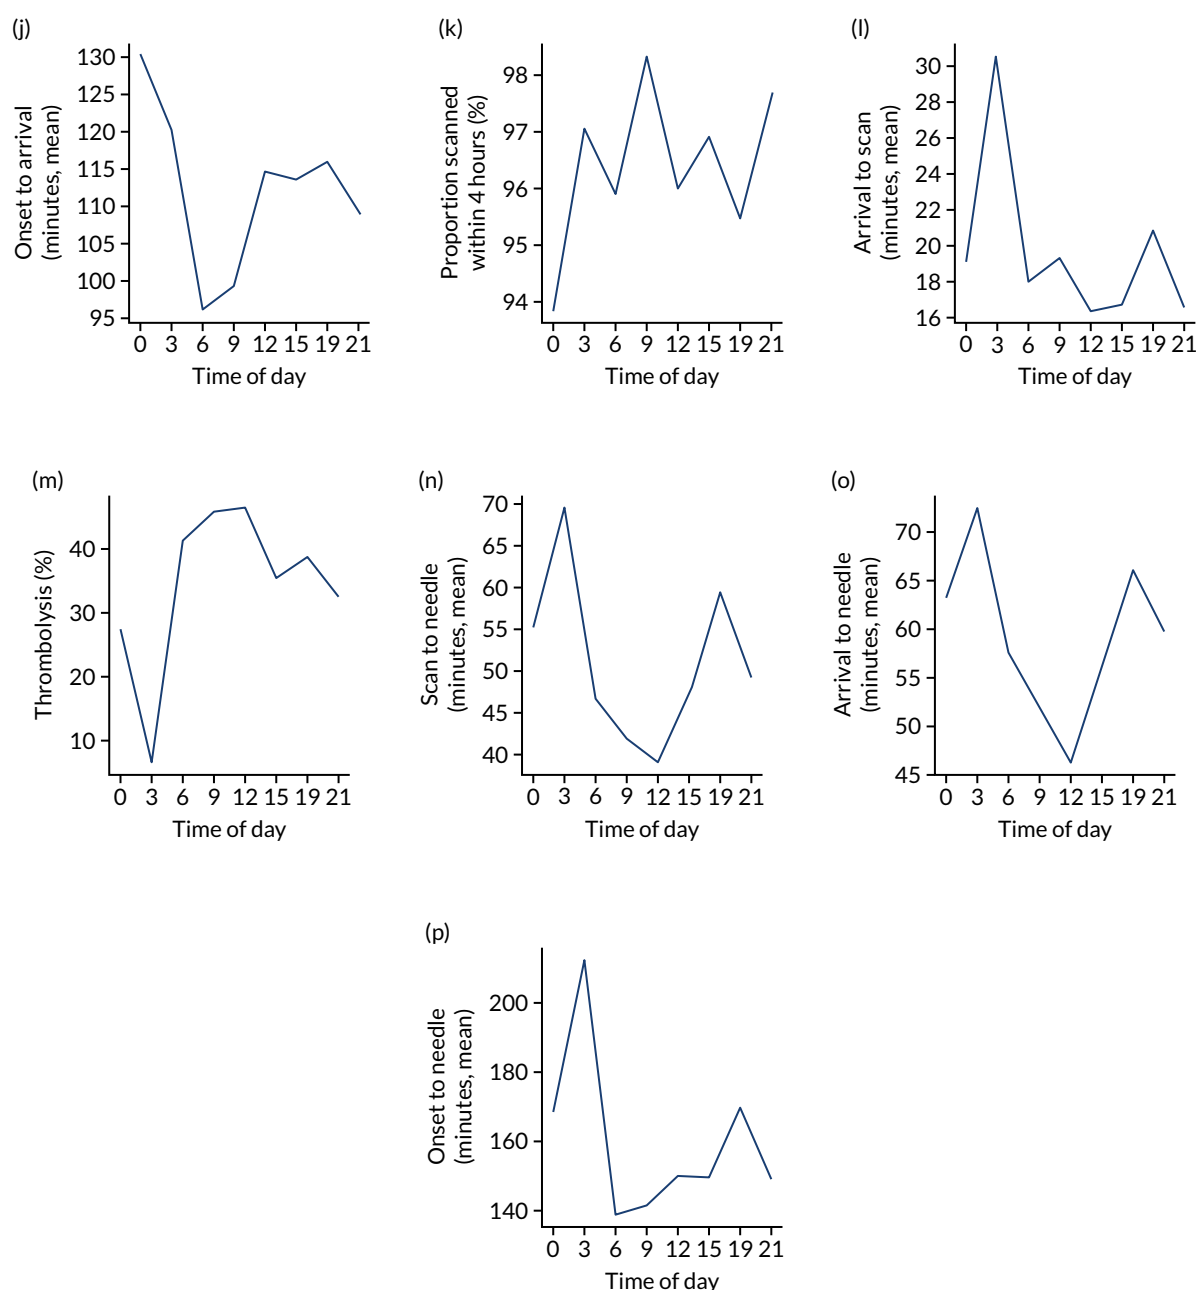 (j)
Onset to arrival
(minutes, mean)
130
125
120
115
110
105
100
95
0 3 6 9 12 15 19 21
Time of day
(k)
Proportion scanned
within 4 hours (%)
98
97
96
95
94
0 3 6 9 12 15 19 21
Time of day
(l)
Arrival to scan
(minutes, mean)
30
28
26
24
22
20
18
16
0 3 6 9 12 15 19 21
Time of day
(m)
Thrombolysis (%)
40
30
20
10
0 3 6 9 12 15 19 21
Time of day
(n)
Scan to needle
(minutes, mean)
70
65
60
55
50
45
40
0 3 6 9 12 15 19 21
Time of day
(o)
Arrival to needle
(minutes, mean)
70
65
60
55
50
45
0 3 6 9 12 15 19 21
Time of day
(p)
Onset to needle
(minutes, mean)
200
180
160
140
0 3 6 9 12 15 19 21
Time of day